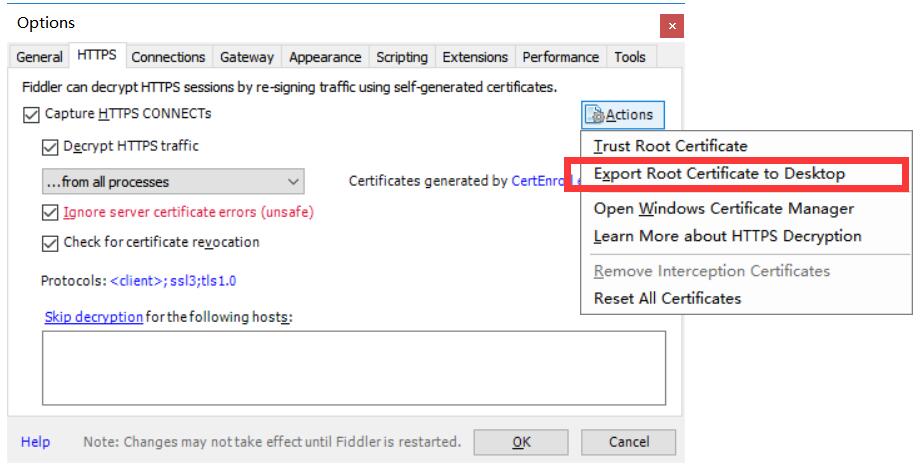 Options
General HTTPS Connections Gateway Appearance Scripting Extensions Performance Tools
Fiddler can decrypt HTTPS sessions by re-signing traffic using self-generated certificates.
Capture HTTPS CONNECTs
Actions
Decrypt HTTPS traffic
Trust Root Certificate
...from all processes
Certificates generated by
Export Root Certificate to Desktop
Ignore server certificate errors (unsafe)
Open Windows Certificate Manager
Check for certificate revocation
Learn More about HTTPS Decryption
Protocols: <client>;ssl3;tls1.0
Remove Interception Certificates
Reset All Certificates
Skip decryption for the following hosts:
Help
Note: Changes may not take effect until Fiddler is restarted.
OK
Cancel